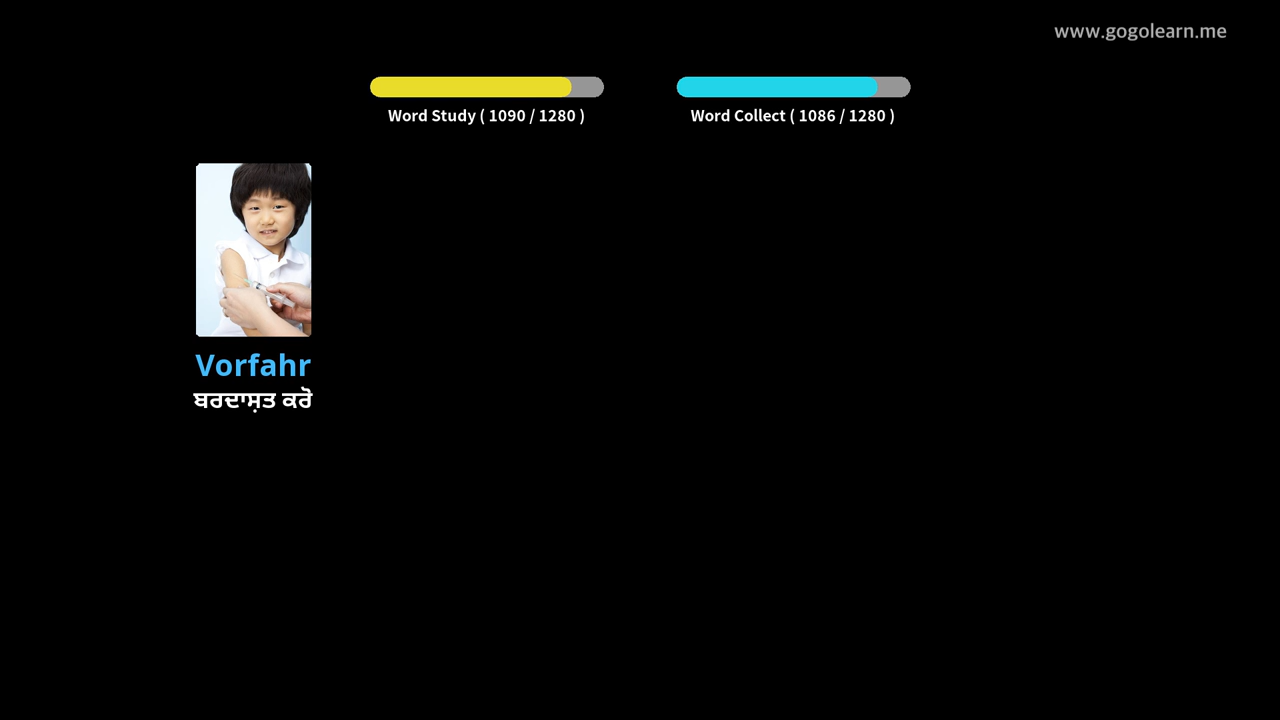 www.gogolearn.me
Word Study ( 1090 / 1280 )
Word Collect ( 1086 / 1280 )
Vorfahr
ਬਰਦਾਸ਼ਤ ਕਰੋ